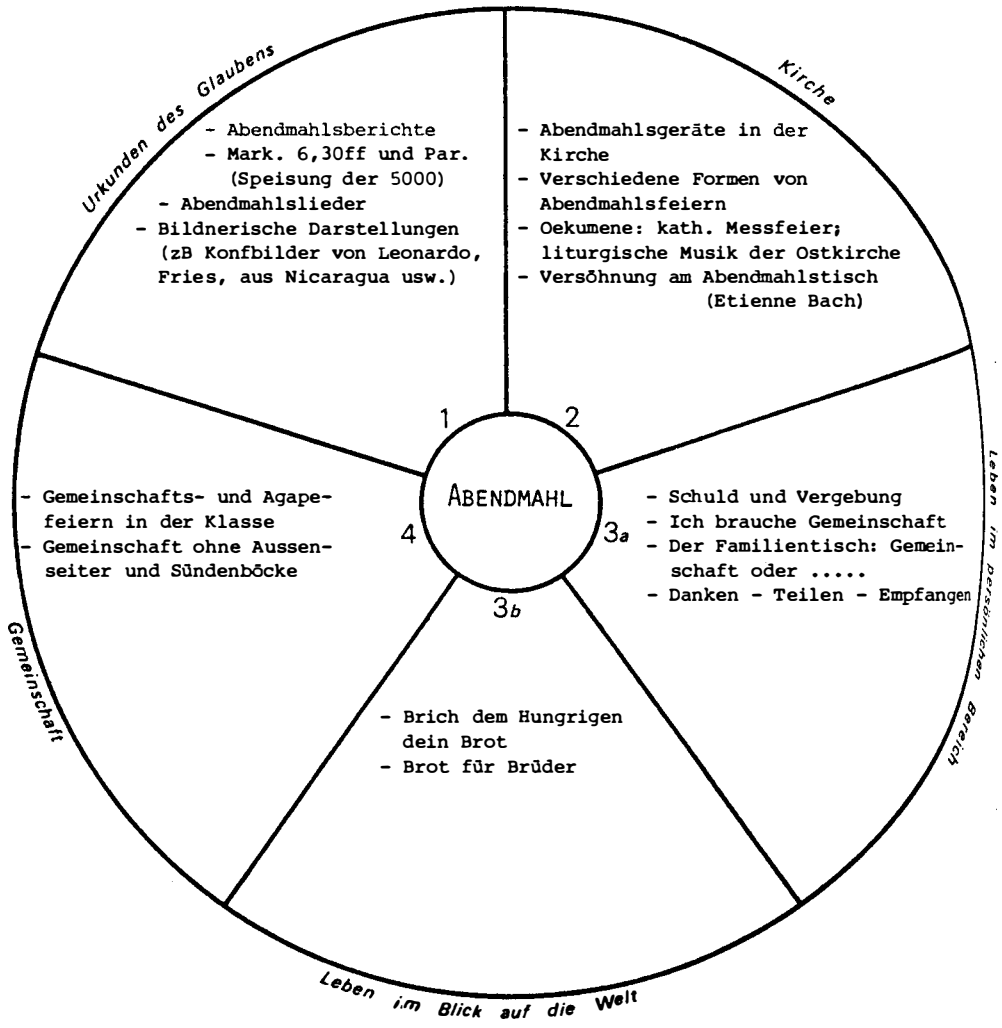 Urkunden des Glaubens
- Abendmahlsberichte
- Mark. 6,30ff und Par.
(Speisung der 5000)
- Abendmahlslieder
- Bildnerische Darstellungen
(zB Konfbilder von Leonardo,
Fries, aus Nicaragua usw.)
1
Kirche
- Abendmahlsgeräte in der
Kirche
- Verschiedene Formen von
Abendmahlsfeiern
- Oekumene: kath. Messfeier;
liturgische Musik der Ostkirche
- Versöhnung am Abendmahlstisch
(Etienne Bach)
2
ABENDMAHL
Leben im persönlichen Bereich
- Schuld und Vergebung
- Ich brauche Gemeinschaft
- Der Familientisch: Gemein-
schaft oder .....
- Danken - Teilen - Empfangen
3a
3b
- Brich dem Hungrigen
dein Brot
- Brot für Brüder
Leben im Blick auf die Welt
4
- Gemeinschafts- und Agape-
feiern in der Klasse
- Gemeinschaft ohne Aussen-
seiter und Sündenböcke
Gemeinschaft